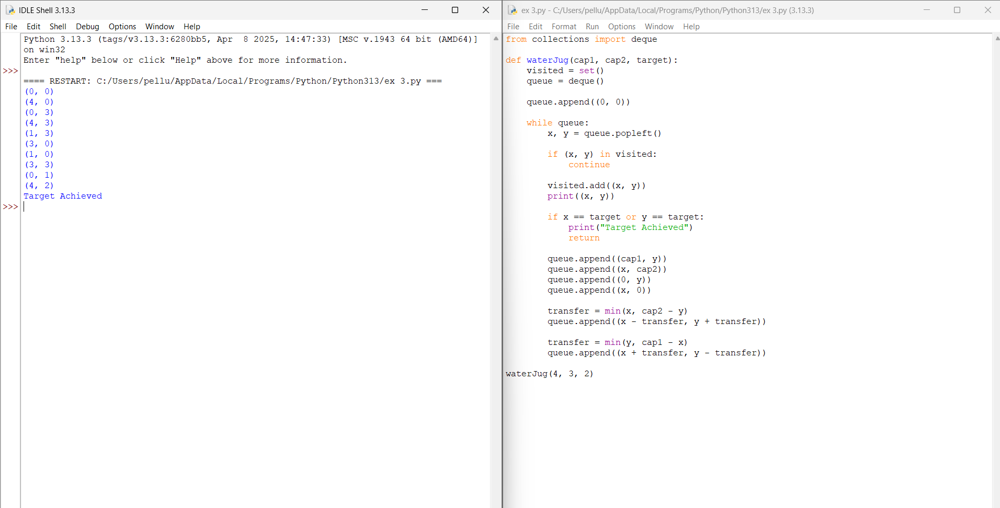 IDLE Shell 3.13.3
File Edit Shell Debug Options Window Help
Python 3.13.3 (tags/v3.13.3:6280bb5, Apr  8 2025, 14:47:33) [MSC v.1943 64 bit (AMD64)]
on win32
Enter "help" below or click "Help" above for more information.
>>>
==== RESTART: C:/Users/pellu/AppData/Local/Programs/Python/Python313/ex 3.py ===
(0, 0)
(4, 0)
(0, 3)
(4, 3)
(1, 3)
(3, 0)
(1, 0)
(3, 3)
(0, 1)
(4, 2)
Target Achieved
>>>
ex 3.py - C:/Users/pellu/AppData/Local/Programs/Python/Python313/ex 3.py (3.13.3)
File Edit Format Run Options Window Help
from collections import deque
def waterJug(cap1, cap2, target):
    visited = set()
    queue = deque()
    queue.append((0, 0))
    while queue:
        x, y = queue.popleft()
        if (x, y) in visited:
            continue
        visited.add((x, y))
        print((x, y))
        if x == target or y == target:
            print("Target Achieved")
            return
        queue.append((cap1, y))
        queue.append((x, cap2))
        queue.append((0, y))
        queue.append((x, 0))
        transfer = min(x, cap2 - y)
        queue.append((x - transfer, y + transfer))
        transfer = min(y, cap1 - x)
        queue.append((x + transfer, y - transfer))
waterJug(4, 3, 2)